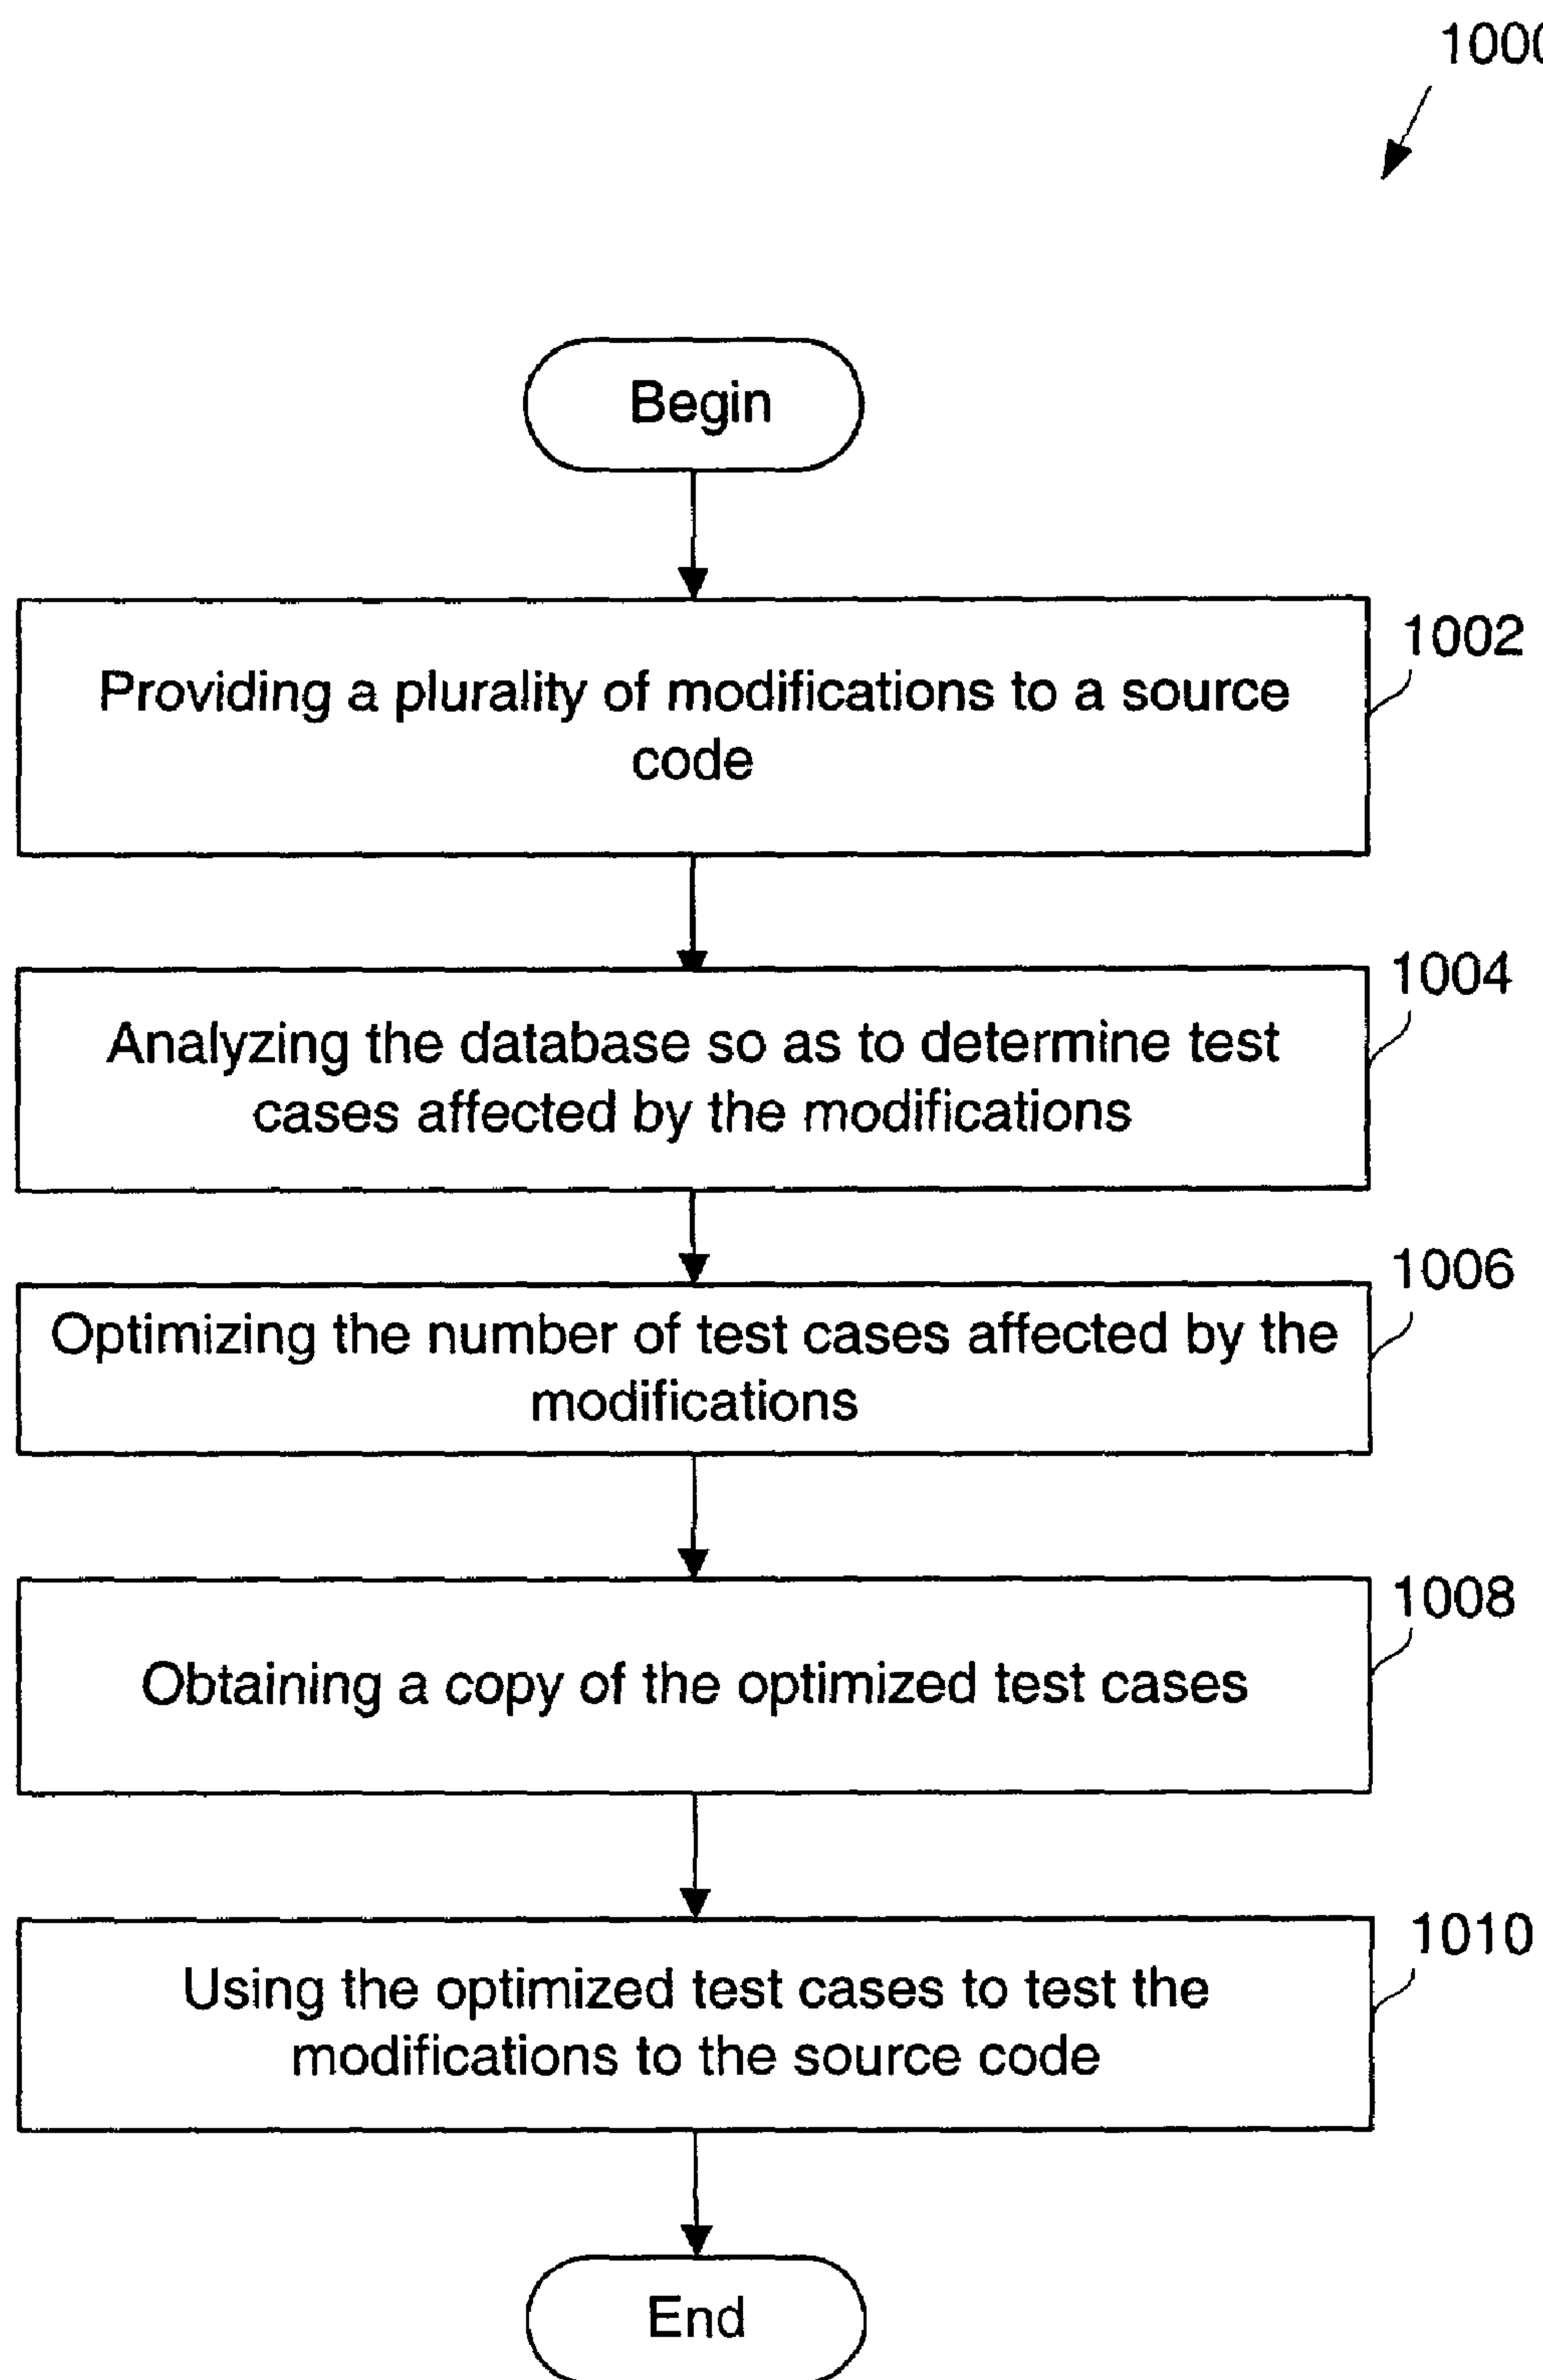 1000
Begin
Providing a plurality of modifications to a source
code
1002
Analyzing the database so as to determine test
cases affected by the modifications
1004
Optimizing the number of test cases affected by the
modifications
1006
Obtaining a copy of the optimized test cases
1008
Using the optimized test cases to test the
modifications to the source code
1010
End